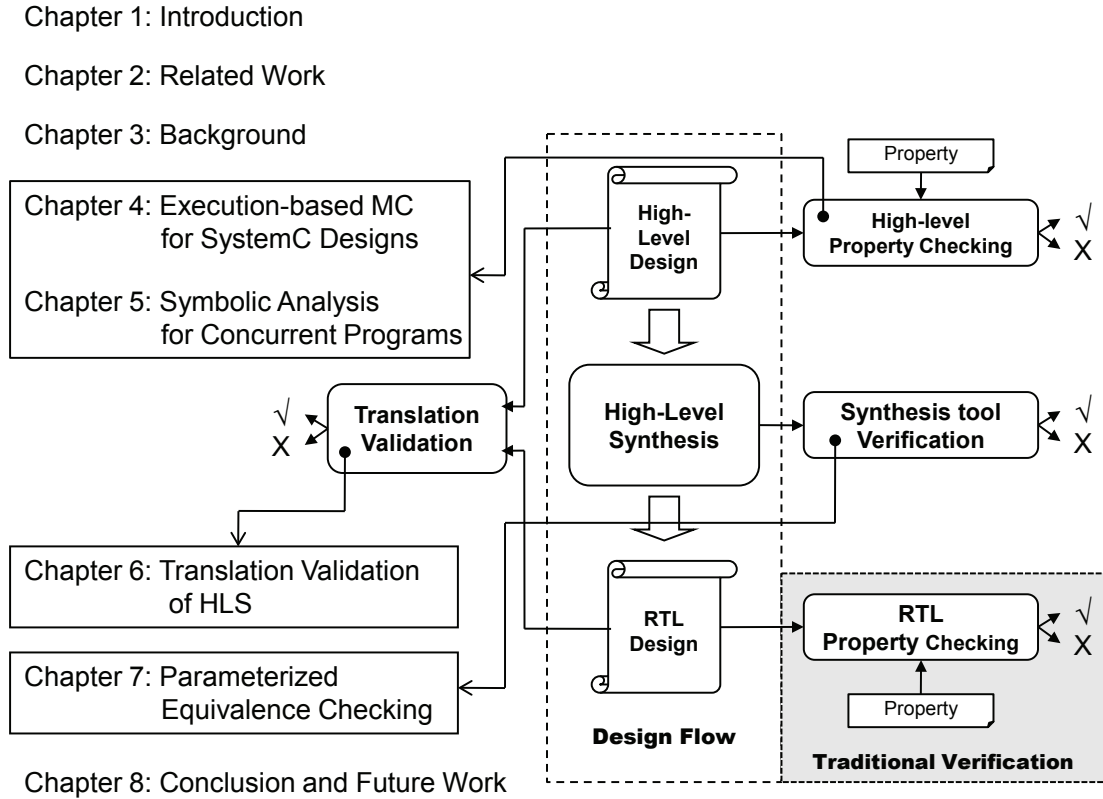 Chapter 1: Introduction
Chapter 2: Related Work
Chapter 3: Background
Chapter 4: Execution-based MC
for SystemC Designs
Chapter 5: Symbolic Analysis
for Concurrent Programs
Property
High-
Level
Design
High-level
Property Checking
√
X
Translation
Validation
√
X
High-Level
Synthesis
Synthesis tool
Verification
√
X
Chapter 6: Translation Validation
of HLS
Chapter 7: Parameterized
Equivalence Checking
RTL
Design
RTL
Property Checking
√
X
Property
Design Flow
Traditional Verification
Chapter 8: Conclusion and Future Work